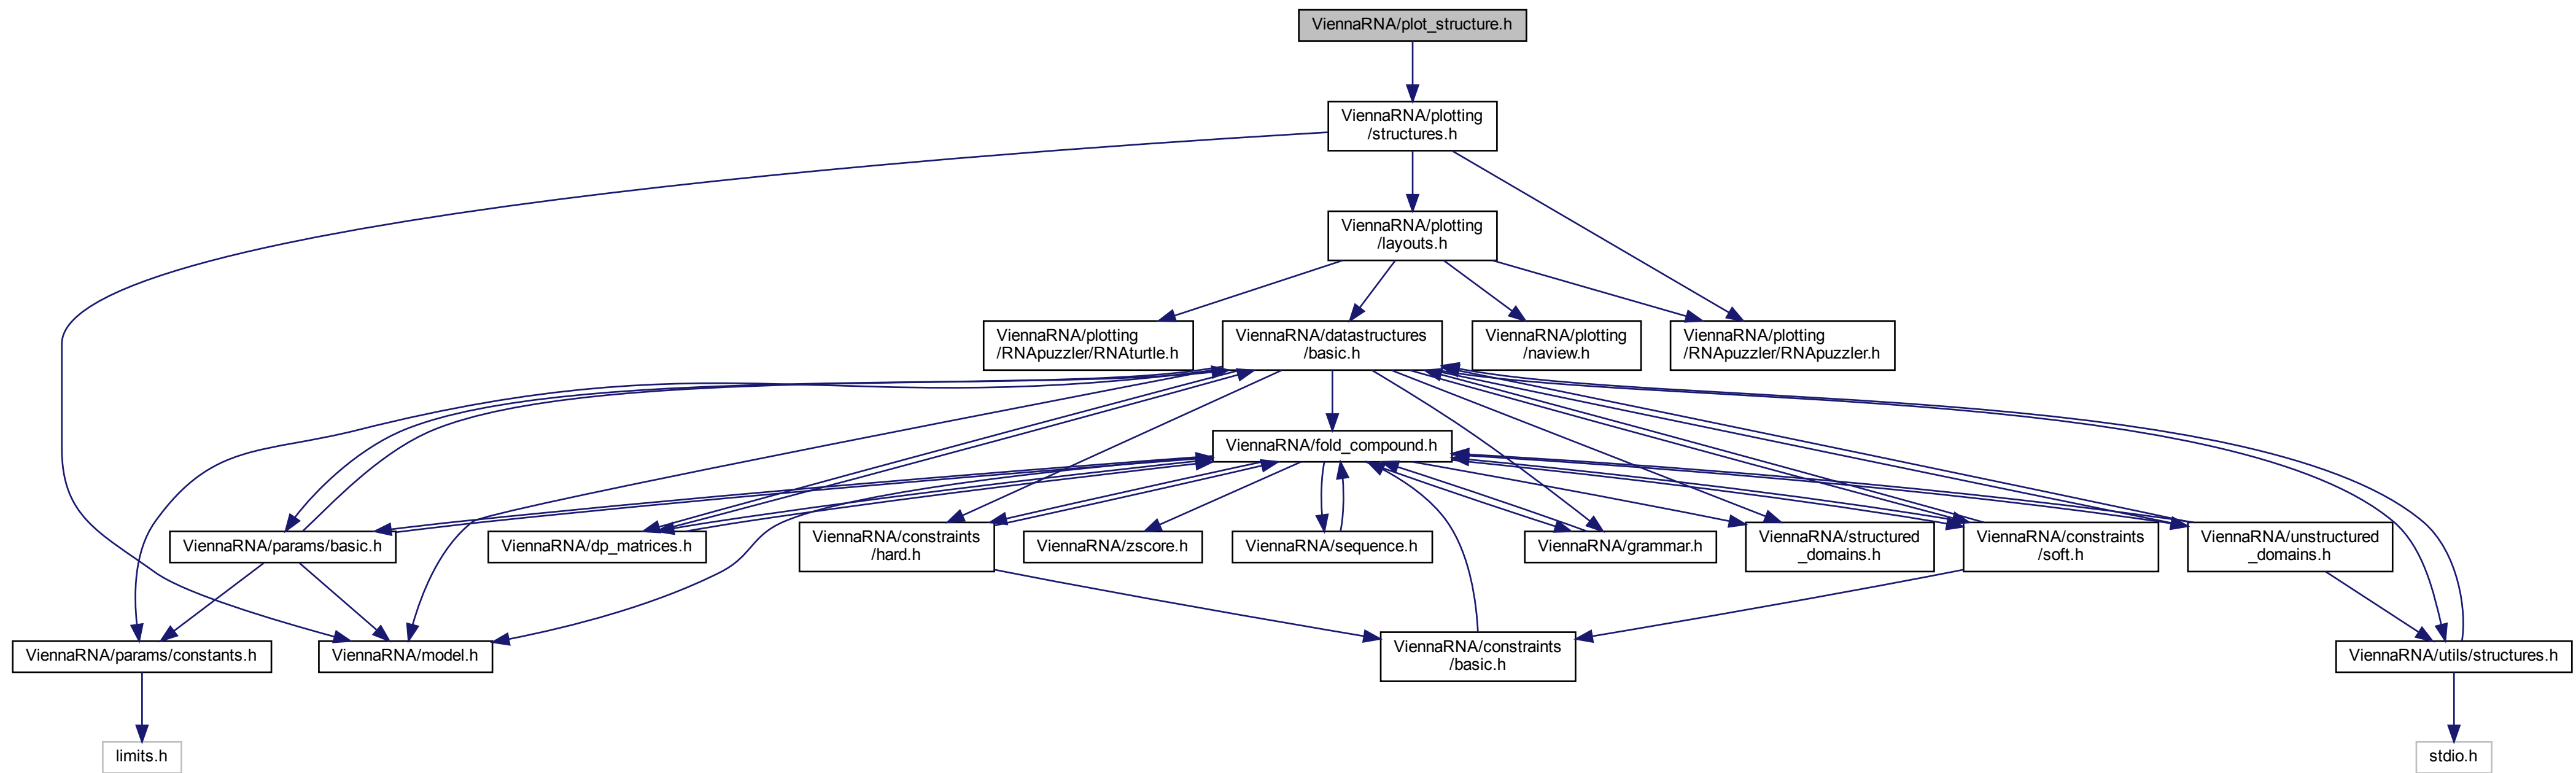 ViennaRNA/plot_structure.h
ViennaRNA/plotting
/structures.h
ViennaRNA/plotting
/layouts.h
ViennaRNA/plotting
/RNApuzzler/RNAturtle.h
ViennaRNA/datastructures
/basic.h
ViennaRNA/plotting
/naview.h
ViennaRNA/plotting
/RNApuzzler/RNApuzzler.h
ViennaRNA/fold_compound.h
ViennaRNA/params/basic.h
ViennaRNA/dp_matrices.h
ViennaRNA/constraints
/hard.h
ViennaRNA/zscore.h
ViennaRNA/sequence.h
ViennaRNA/grammar.h
ViennaRNA/structured
_domains.h
ViennaRNA/constraints
/soft.h
ViennaRNA/unstructured
_domains.h
ViennaRNA/params/constants.h
ViennaRNA/model.h
ViennaRNA/constraints
/basic.h
ViennaRNA/utils/structures.h
limits.h
stdio.h